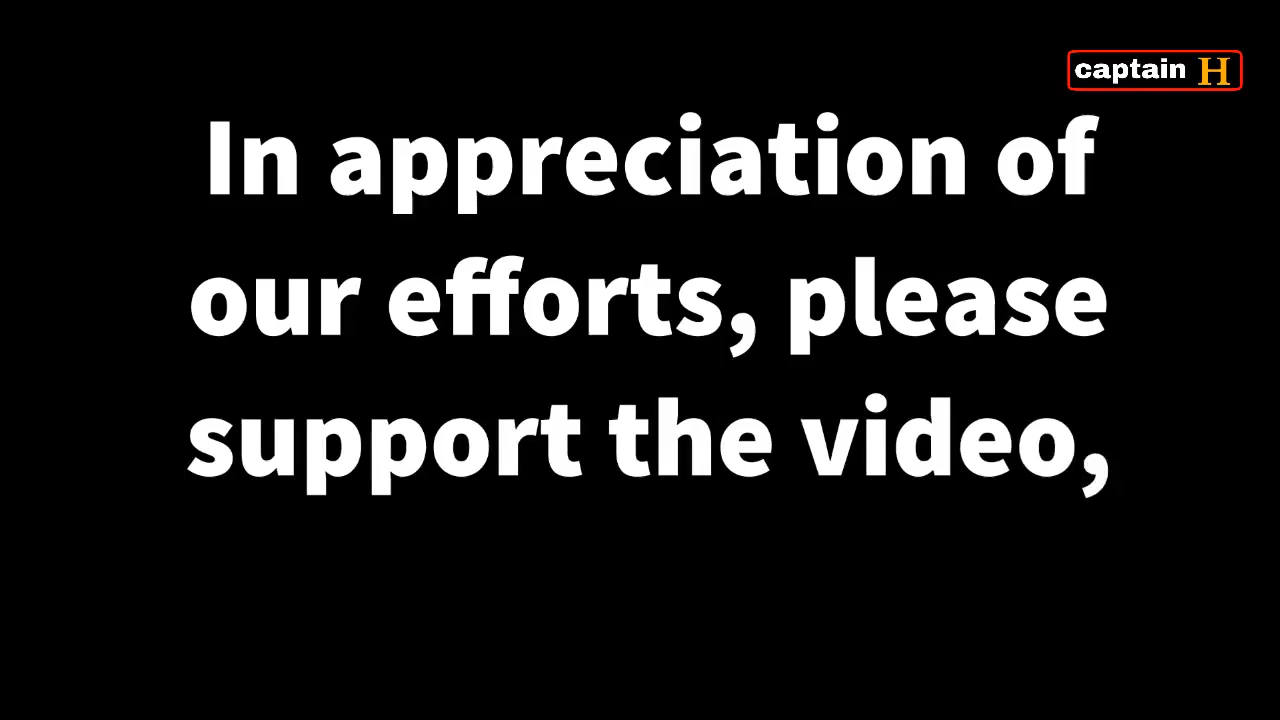 captain H
In appreciation of
our efforts, please
support the video,